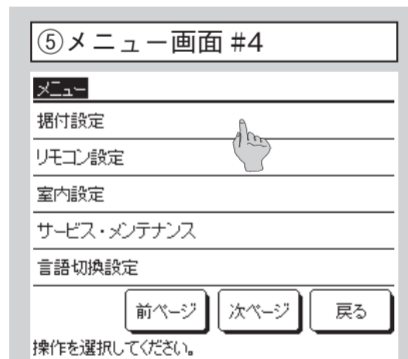 ⑤メニュー画面 #4
メニュー
据付設定
リモコン設定
室内設定
サービス・メンテナンス
言語切換設定
前ページ 次ページ 戻る
操作を選択してください。